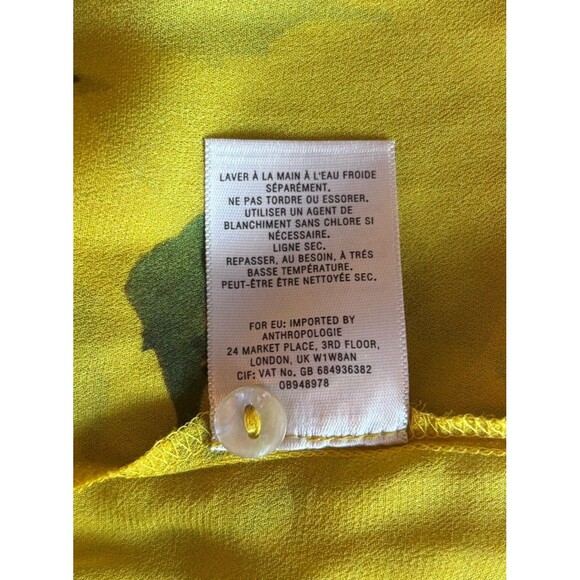 LAVER À LA MAIN À L'EAU FROIDE
SÉPARÉMENT.
NE PAS TORDRE OU ESSORER.
UTILISER UN AGENT DE
BLANCHIMENT SANS CHLORE SI
NÉCESSAIRE.
LIGNE SEC.
REPASSER, AU BESOIN, À TRÉS
BASSE TEMPÉRATURE.
PEUT-ÊTRE ÊTRE NETTOYÉE SEC.
FOR EU: IMPORTED BY
ANTHROPOLOGIE
24 MARKET PLACE, 3RD FLOOR,
LONDON, UK W1W8AN
CIF: VAT No. GB 684936382
OB948978